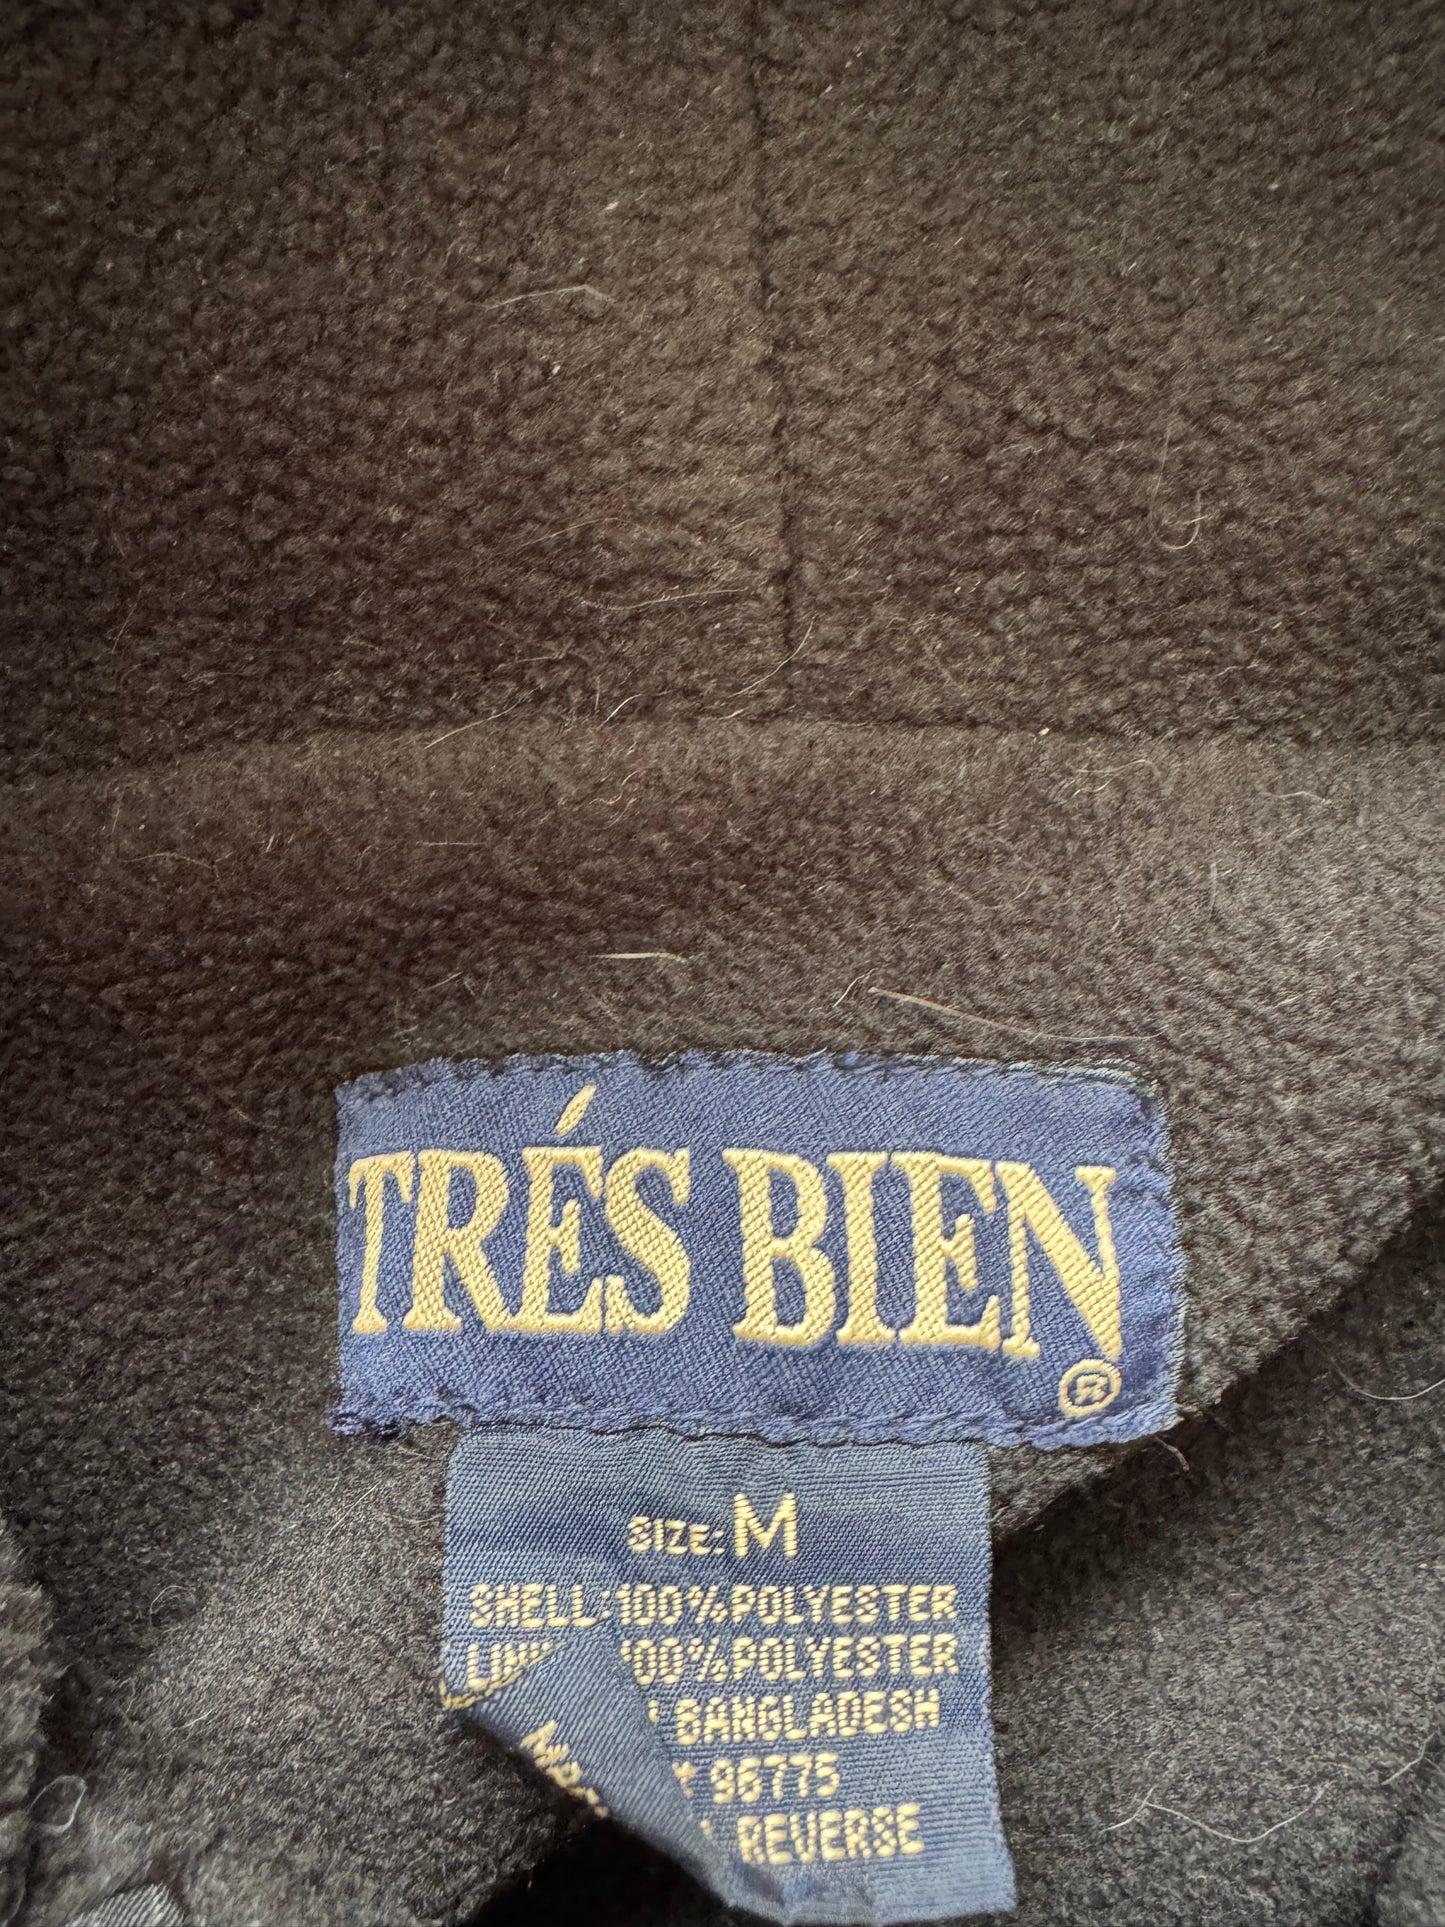 TRÉS BIEN
®
SIZE: M
SHELL: 100% POLYESTER
100% POLYESTER
BANGLADESH
96775
REVERSE